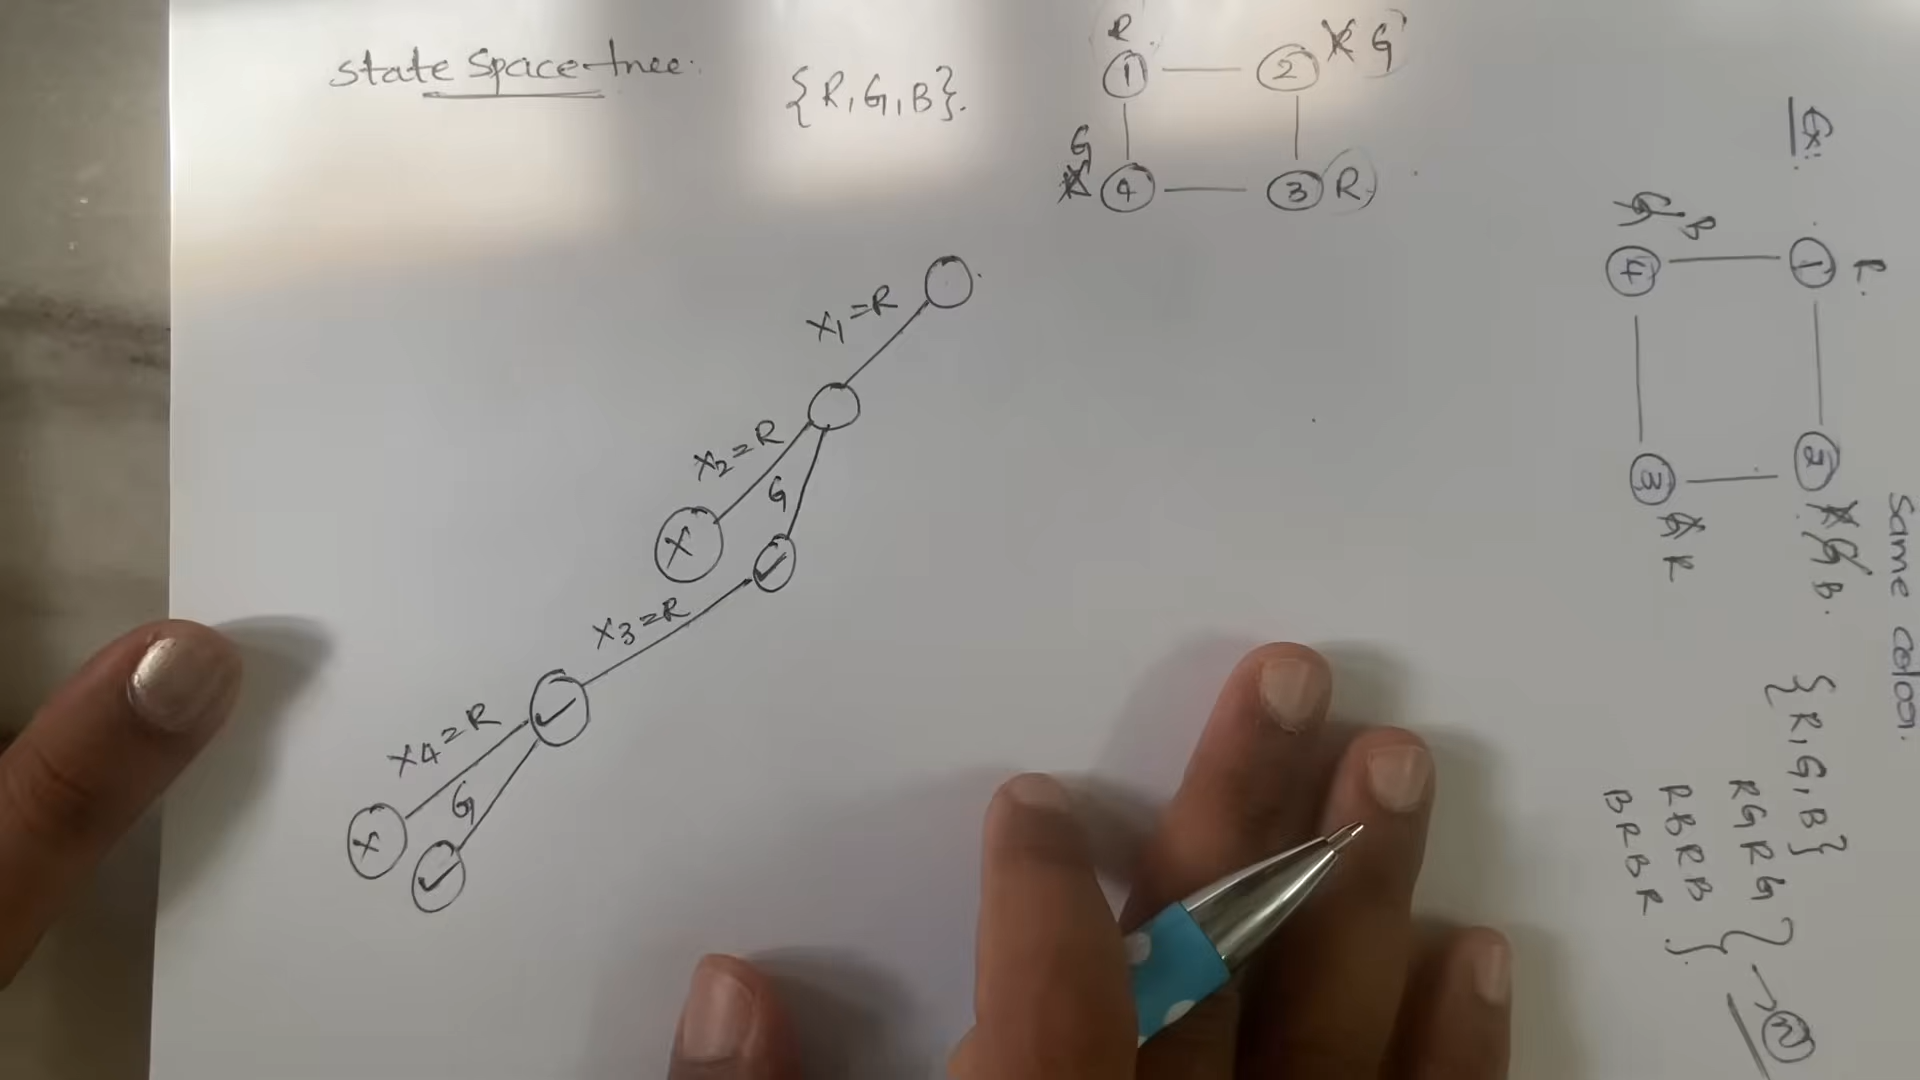 State Space tree.
{R, G, B}.
R
1
2
G
G
4
3
R
X1 = R
X2 = R
G
X
X3 = R
X4 = R
G
X
Ex:
G B
4
1
R.
3
2
R
G B.
Same colour.
{R, G, B}
RGRG
RBRB
BRBR